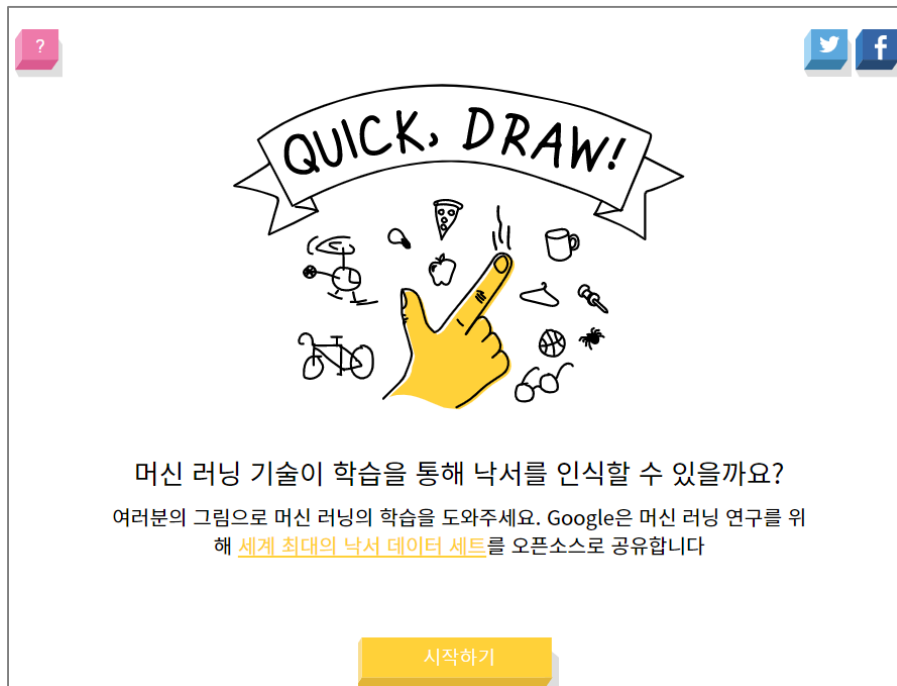 ?
QUICK, DRAW!
머신 러닝 기술이 학습을 통해 낙서를 인식할 수 있을까요?
여러분의 그림으로 머신 러닝의 학습을 도와주세요. Google은 머신 러닝 연구를 위
해 세계 최대의 낙서 데이터 세트를 오픈소스로 공유합니다
시작하기